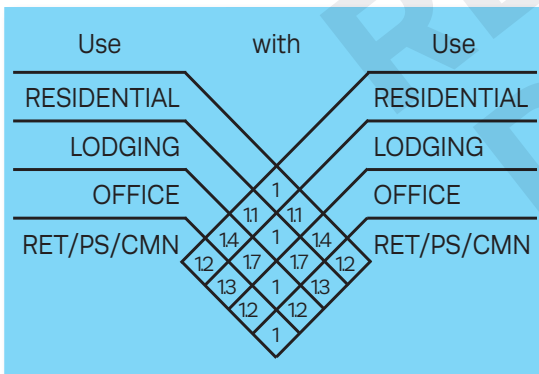 Use with Use
RESIDENTIAL RESIDENTIAL
LODGING LODGING
OFFICE 1 OFFICE
1.1 1.1
RET/PS/CMN 1.4 1 1.4 RET/PS/CMN
1.2 1.7 1.7 1.2
1.3 1 1.3
1.2 1.2
1